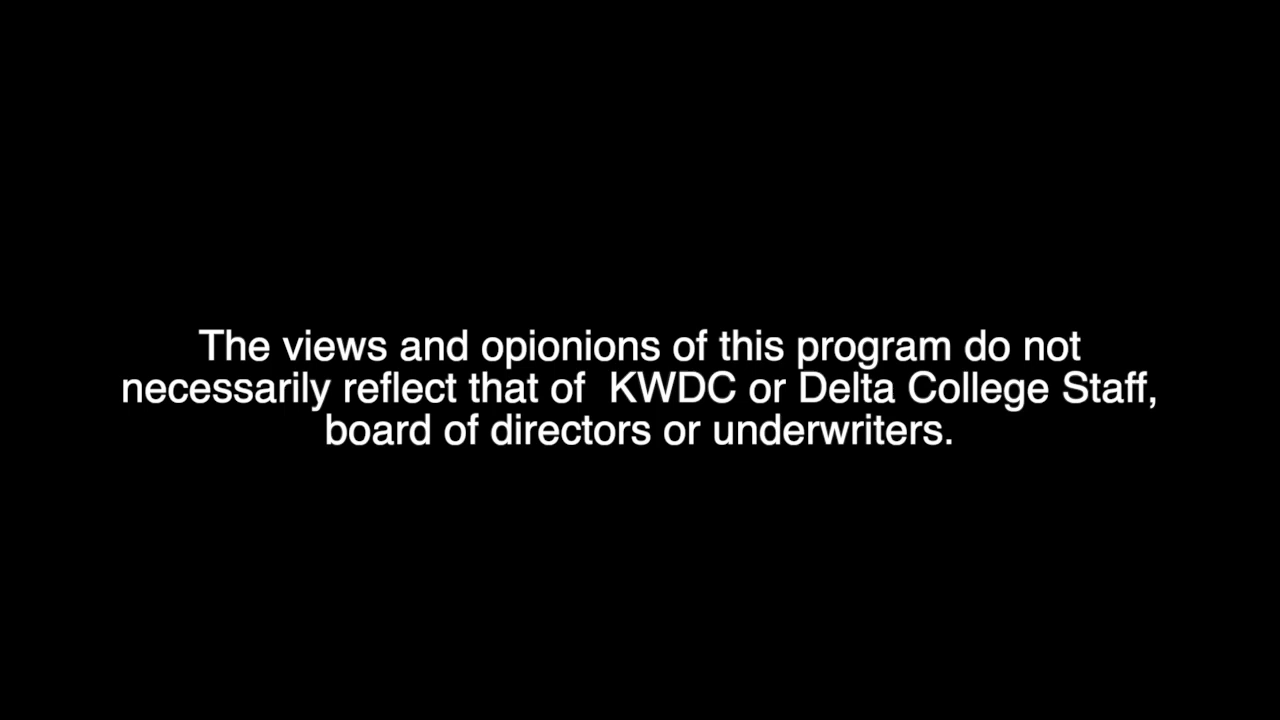 The views and opionions of this program do not
necessarily reflect that of  KWDC or Delta College Staff,
board of directors or underwriters.